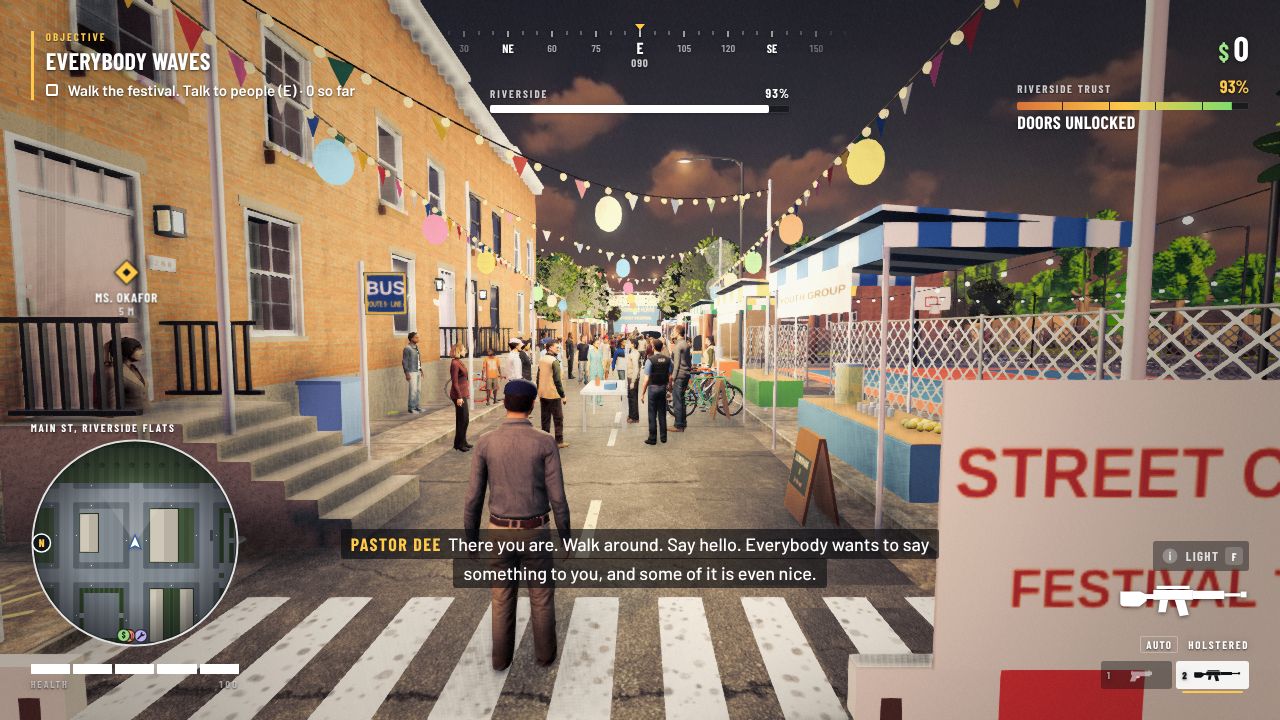 OBJECTIVE
EVERYBODY WAVES
Walk the festival. Talk to people (E) · 0 so far
30 NE 60 75 E 105 120 SE 150
090
RIVERSIDE 93%
$0
RIVERSIDE TRUST 93%
DOORS UNLOCKED
MS. OKAFOR
5 M
BUS
YOUTH GROUP
MAIN ST, RIVERSIDE FLATS
N
$
HEALTH 100
PASTOR DEE There you are. Walk around. Say hello. Everybody wants to say
something to you, and some of it is even nice.
STREET C
FESTIVAL
i LIGHT F
AUTO HOLSTERED
1 2